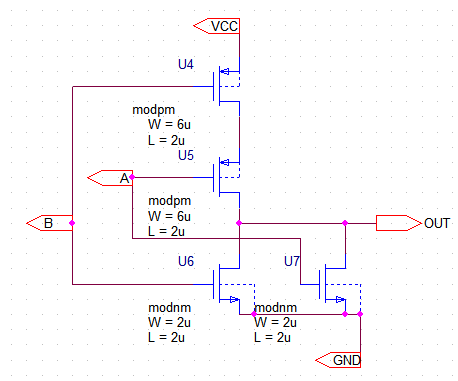 VCC
U4
modpm
W = 6u
L = 2u
U5
A
modpm
W = 6u
L = 2u
B
OUT
U6
U7
modnm
W = 2u
L = 2u
modnm
W = 2u
L = 2u
GND